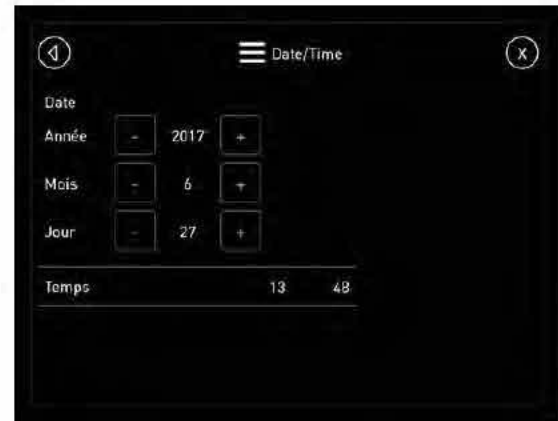 Date/Time X
Date
Année - 2017 +
Mois - 6 +
Jour - 27 +
Temps 13 48